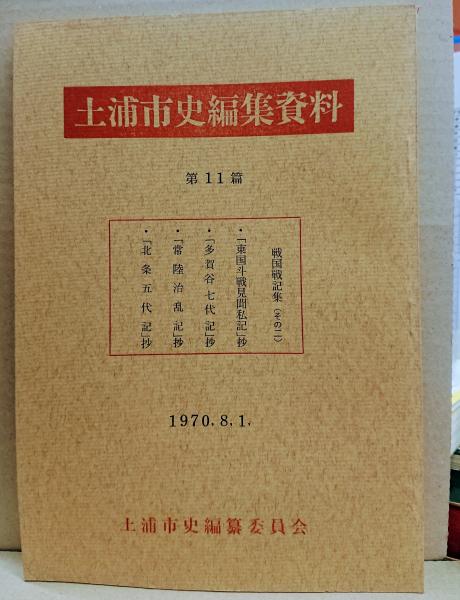 土浦市史編集資料
第11篇
戦国戦記集(その二)
・「東国斗戦見聞私記」抄
・「多賀谷七代記」抄
・「常陸治乱記」抄
・「北条五代記」抄
1970.8.1.
土浦市史編纂委員会